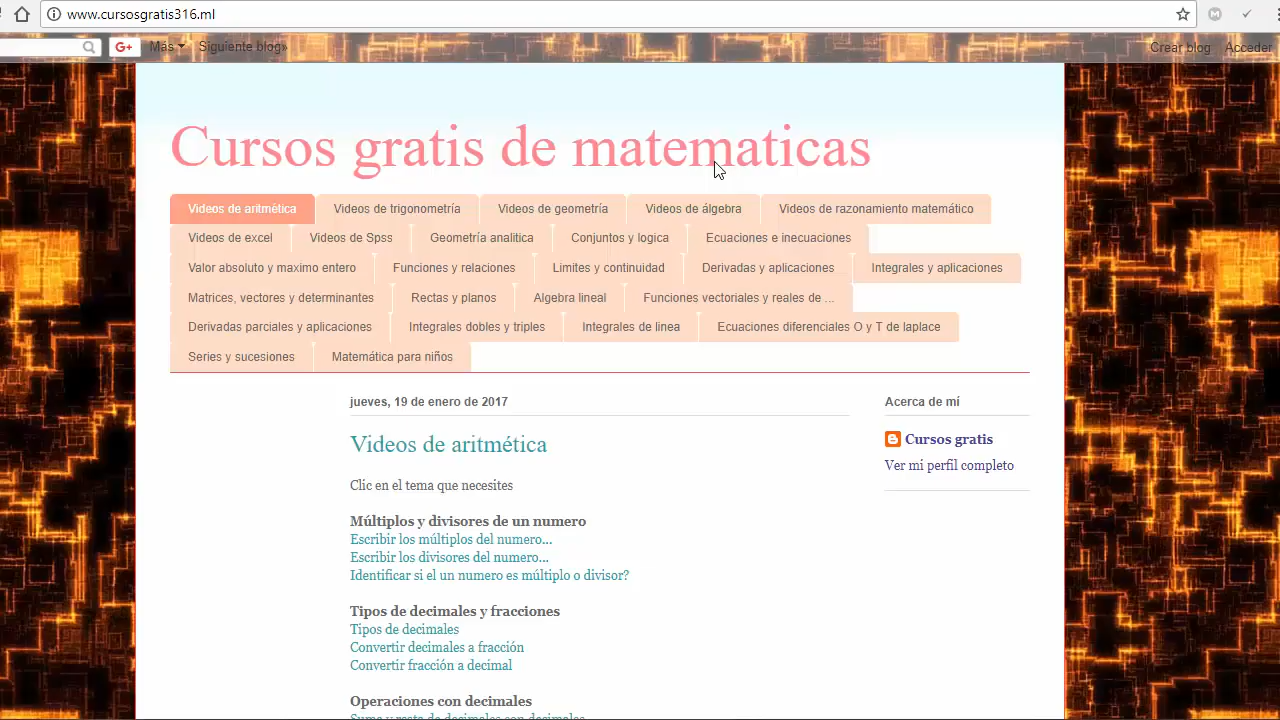 www.cursosgratis316.ml
G+ Más Siguiente blog» Crear blog Acceder
Cursos gratis de matematicas
Videos de aritmètica Videos de trigonometría Videos de geometría Videos de álgebra Videos de razonamiento matemático
Videos de excel Videos de Spss Geometría analitica Conjuntos y logica Ecuaciones e inecuaciones
Valor absoluto y maximo entero Funciones y relaciones Limites y continuidad Derivadas y aplicaciones Integrales y aplicaciones
Matrices, vectores y determinantes Rectas y planos Algebra lineal Funciones vectoriales y reales de ...
Derivadas parciales y aplicaciones Integrales dobles y triples Integrales de linea Ecuaciones diferenciales O y T de laplace
Series y sucesiones Matemática para niños
jueves, 19 de enero de 2017
Videos de aritmética
Clic en el tema que necesites
Múltiplos y divisores de un numero
Escribir los múltiplos del numero...
Escribir los divisores del numero...
Identificar si el un numero es múltiplo o divisor?
Tipos de decimales y fracciones
Tipos de decimales
Convertir decimales a fracción
Convertir fracción a decimal
Operaciones con decimales
Suma y resta de decimales con decimales
Acerca de mí
Cursos gratis
Ver mi perfil completo